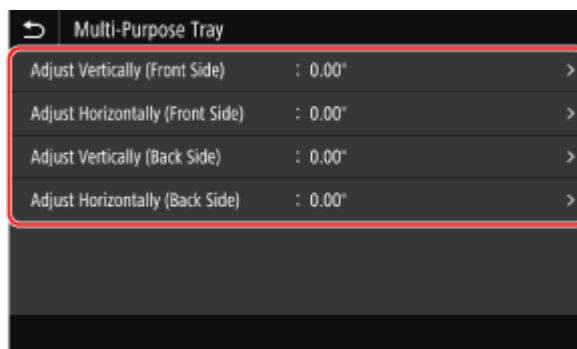 Multi-Purpose Tray
Adjust Vertically (Front Side) : 0.00"
Adjust Horizontally (Front Side) : 0.00"
Adjust Vertically (Back Side) : 0.00"
Adjust Horizontally (Back Side) : 0.00"